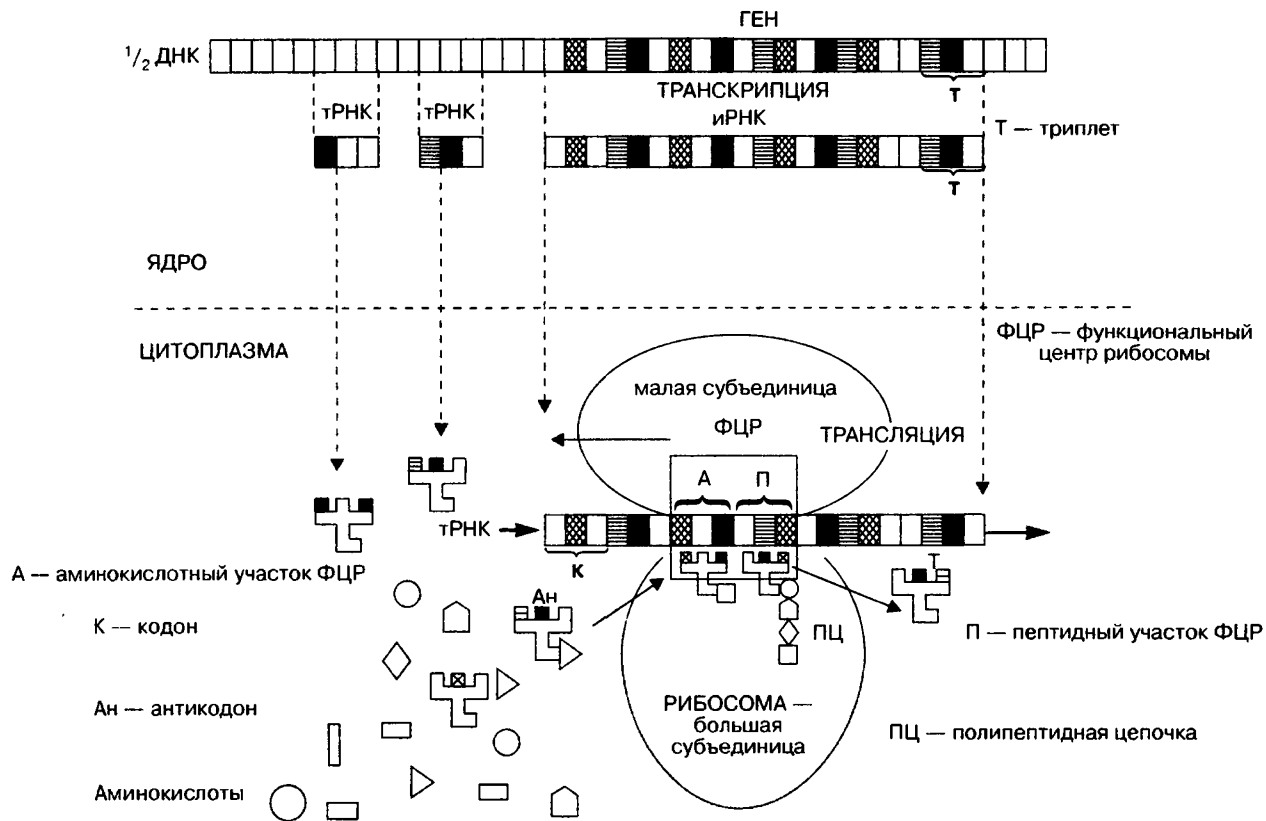 ГЕН
1/2 ДНК
ТРАНСКРИПЦИЯ
Т
тРНК
тРНК
иРНК
Т — триплет
Т
ЯДРО
ЦИТОПЛАЗМА
ФЦР — функциональный
центр рибосомы
малая субъединица
ФЦР
ТРАНСЛЯЦИЯ
А
П
тРНК
К
Т
А — аминокислотный участок ФЦР
Ан
К — кодон
ПЦ
П — пептидный участок ФЦР
Ан — антикодон
РИБОСОМА —
большая
субъединица
ПЦ — полипептидная цепочка
Аминокислоты